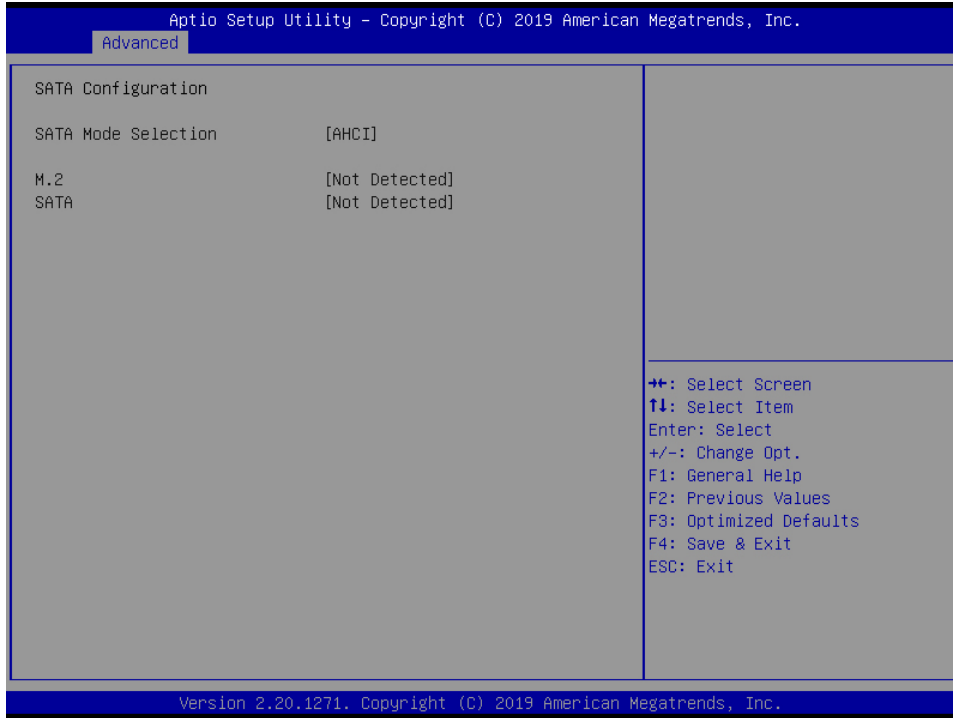 Aptio Setup Utility – Copyright (C) 2019 American Megatrends, Inc.
Advanced
SATA Configuration
SATA Mode Selection [AHCI]
M.2 [Not Detected]
SATA [Not Detected]
→←: Select Screen
↑↓: Select Item
Enter: Select
+/-: Change Opt.
F1: General Help
F2: Previous Values
F3: Optimized Defaults
F4: Save & Exit
ESC: Exit
Version 2.20.1271. Copyright (C) 2019 American Megatrends, Inc.